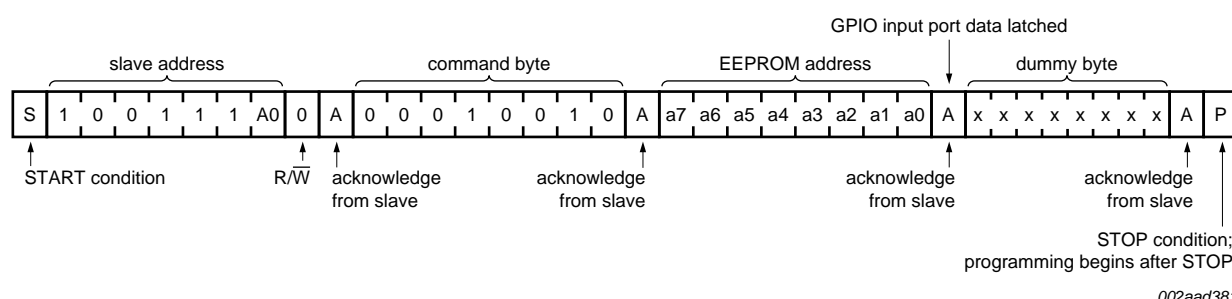 GPIO input port data latched
slave address command byte EEPROM address dummy byte
S 1 0 0 1 1 1 A0 0 A 0 0 0 1 0 0 1 0 A a7 a6 a5 a4 a3 a2 a1 a0 A x x x x x x x x A P
START condition R/W̅ acknowledge acknowledge acknowledge acknowledge
from slave from slave from slave from slave
STOP condition;
programming begins after STOP